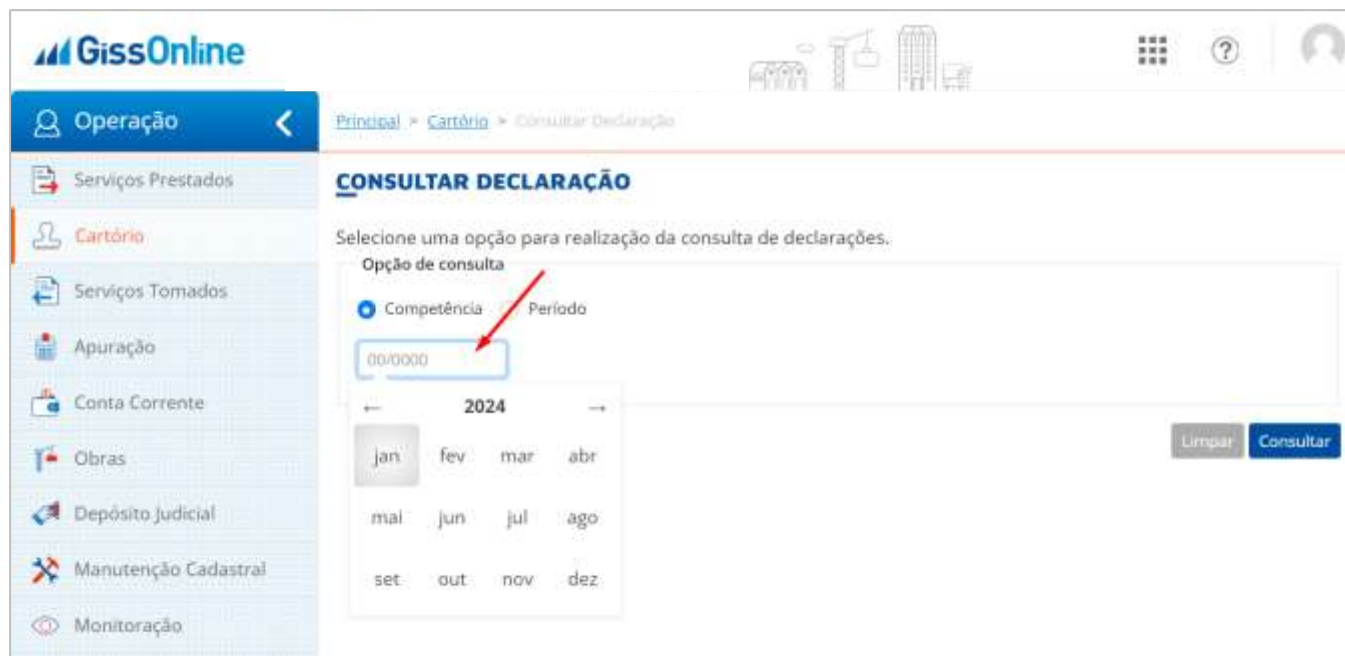 GissOnline
Operação
Principal > Cartório > Consultar Declaração
Serviços Prestados
CONSULTAR DECLARAÇÃO
Cartório
Selecione uma opção para realização da consulta de declarações.
Opção de consulta
Serviços Tomados
Competência Período
Apuração
00/0000
Conta Corrente
← 2024 →
Limpar Consultar
jan fev mar abr
Obras
Depósito Judicial
mai jun jul ago
Manutenção Cadastral
set out nov dez
Monitoração